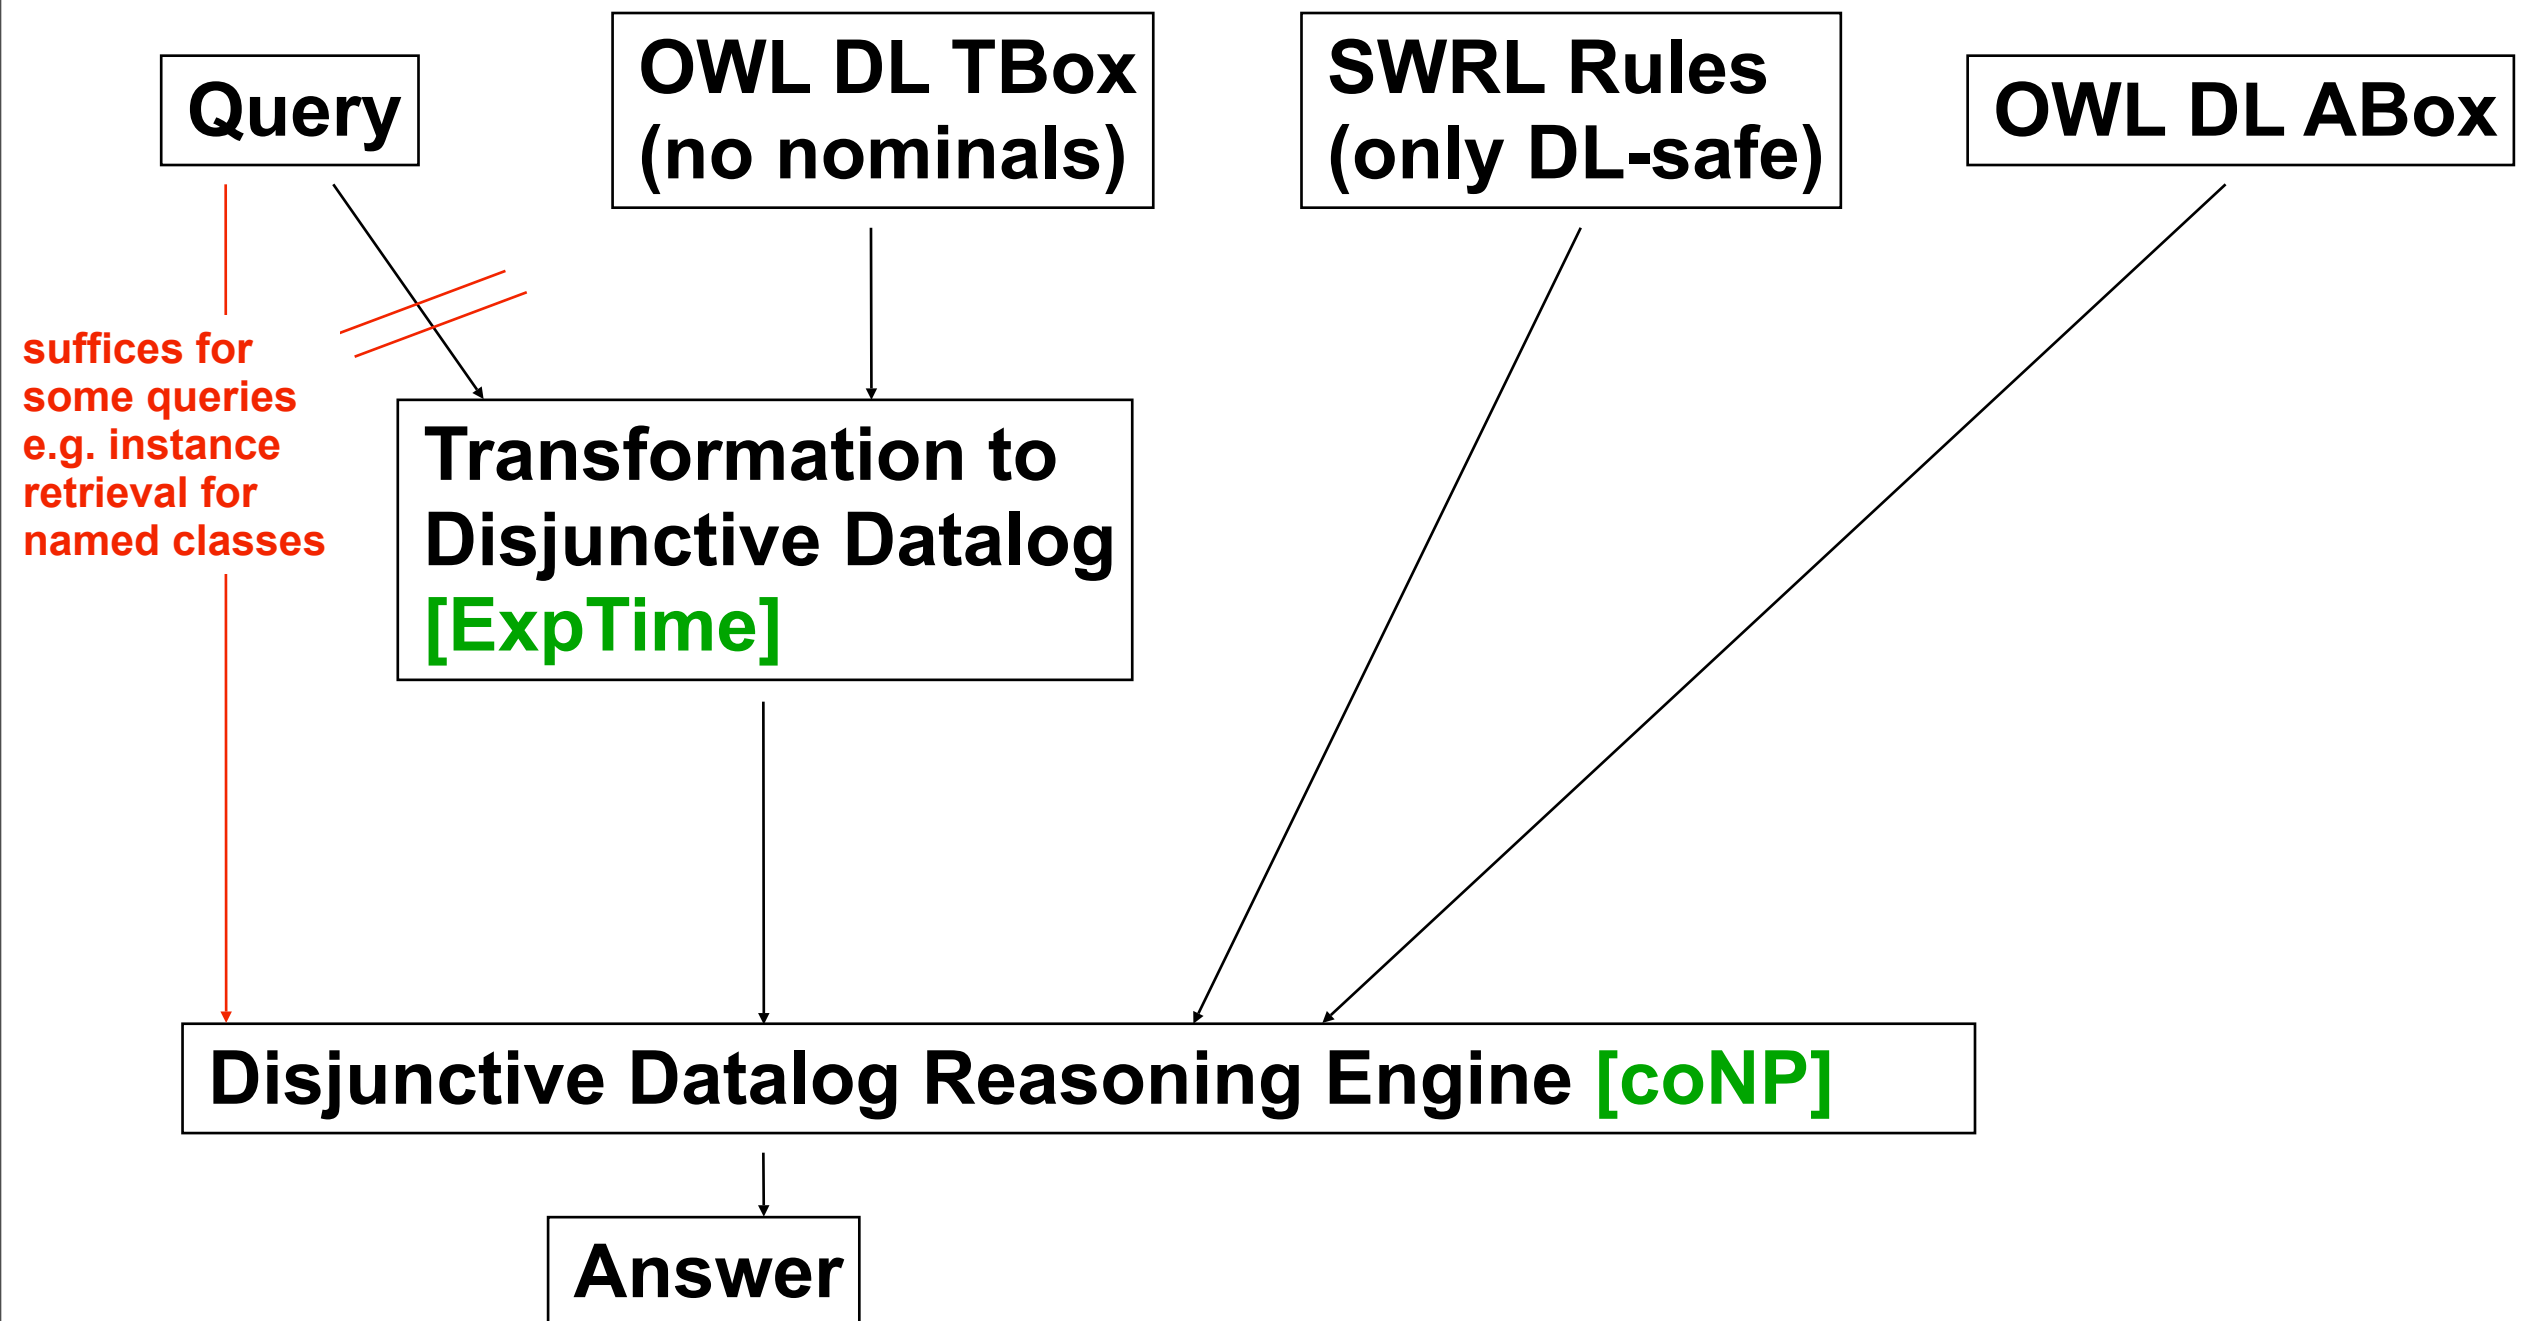 Query
OWL DL TBox
(no nominals)
SWRL Rules
(only DL-safe)
OWL DL ABox
suffices for
some queries
e.g. instance
retrieval for
named classes
Transformation to
Disjunctive Datalog
[ExpTime]
Disjunctive Datalog Reasoning Engine [coNP]
Answer